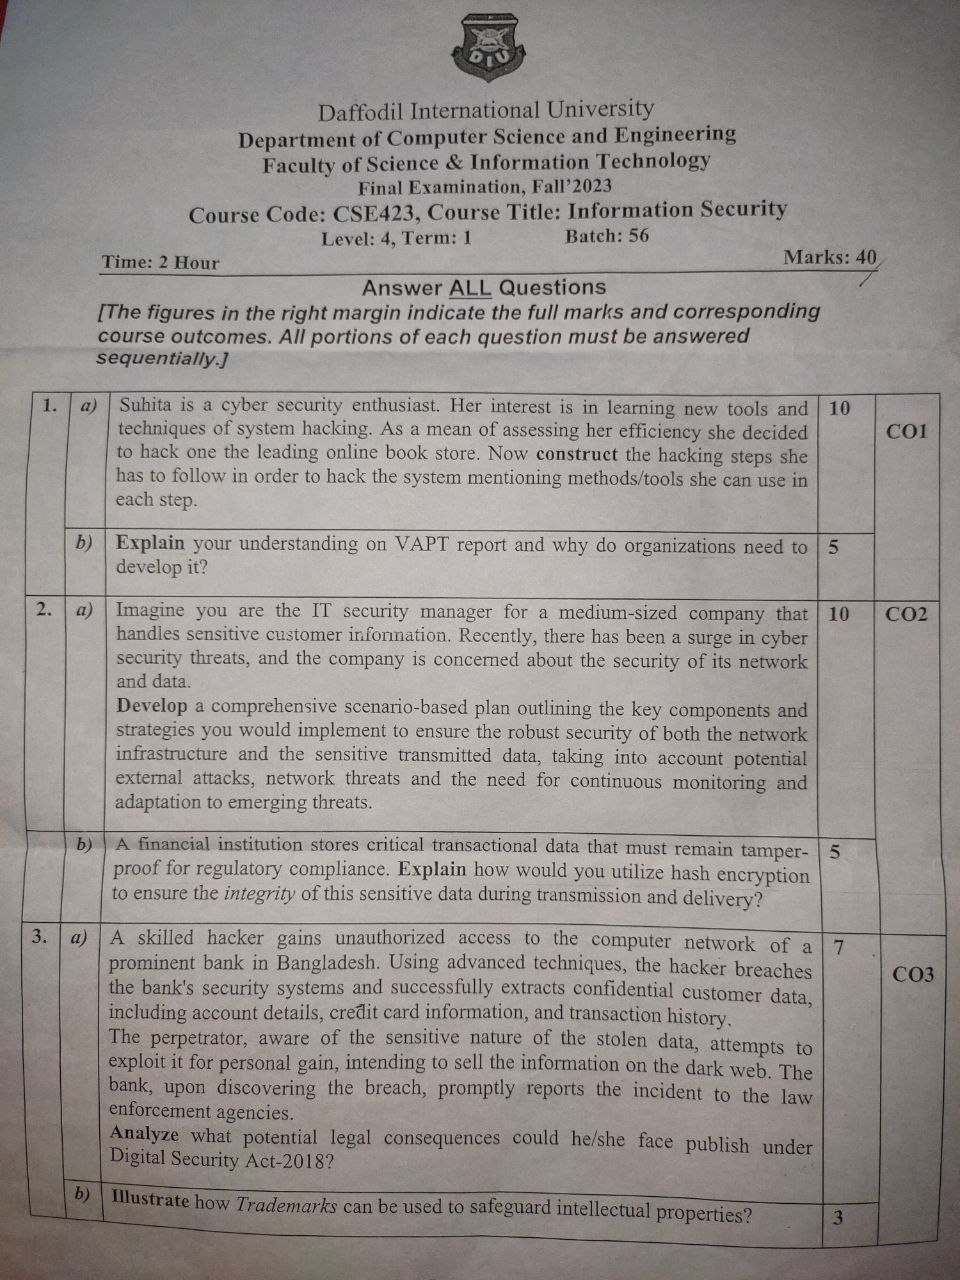 DIU
Daffodil International University
Department of Computer Science and Engineering
Faculty of Science & Information Technology
Final Examination, Fall'2023
Course Code: CSE423, Course Title: Information Security
Level: 4, Term: 1 Batch: 56
Time: 2 Hour Marks: 40
Answer ALL Questions
[The figures in the right margin indicate the full marks and corresponding
course outcomes. All portions of each question must be answered
sequentially.]
1. a) Suhita is a cyber security enthusiast. Her interest is in learning new tools and 10
techniques of system hacking. As a mean of assessing her efficiency she decided CO1
to hack one the leading online book store. Now construct the hacking steps she
has to follow in order to hack the system mentioning methods/tools she can use in
each step.
b) Explain your understanding on VAPT report and why do organizations need to 5
develop it?
2. a) Imagine you are the IT security manager for a medium-sized company that 10 CO2
handles sensitive customer information. Recently, there has been a surge in cyber
security threats, and the company is concerned about the security of its network
and data.
Develop a comprehensive scenario-based plan outlining the key components and
strategies you would implement to ensure the robust security of both the network
infrastructure and the sensitive transmitted data, taking into account potential
external attacks, network threats and the need for continuous monitoring and
adaptation to emerging threats.
b) A financial institution stores critical transactional data that must remain tamper- 5
proof for regulatory compliance. Explain how would you utilize hash encryption
to ensure the integrity of this sensitive data during transmission and delivery?
3. a) A skilled hacker gains unauthorized access to the computer network of a 7
prominent bank in Bangladesh. Using advanced techniques, the hacker breaches CO3
the bank's security systems and successfully extracts confidential customer data,
including account details, credit card information, and transaction history.
The perpetrator, aware of the sensitive nature of the stolen data, attempts to
exploit it for personal gain, intending to sell the information on the dark web. The
bank, upon discovering the breach, promptly reports the incident to the law
enforcement agencies.
Analyze what potential legal consequences could he/she face publish under
Digital Security Act-2018?
b) Illustrate how Trademarks can be used to safeguard intellectual properties? 3